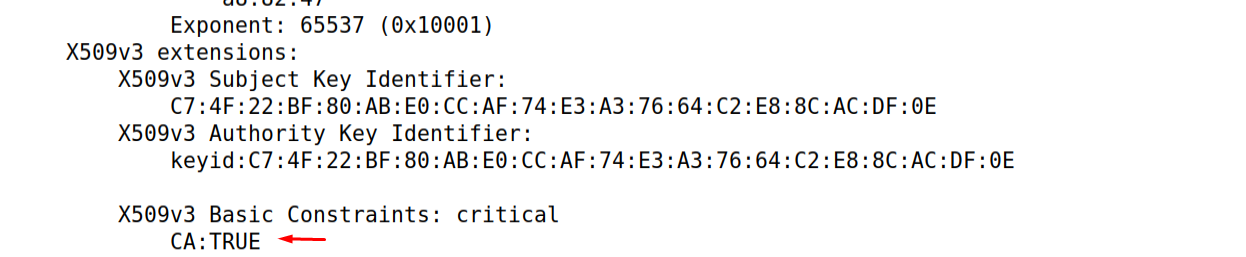 Exponent: 65537 (0x10001)
X509v3 extensions:
X509v3 Subject Key Identifier:
C7:4F:22:BF:80:AB:E0:CC:AF:74:E3:A3:76:64:C2:E8:8C:AC:DF:0E
X509v3 Authority Key Identifier:
keyid:C7:4F:22:BF:80:AB:E0:CC:AF:74:E3:A3:76:64:C2:E8:8C:AC:DF:0E
X509v3 Basic Constraints: critical
CA:TRUE